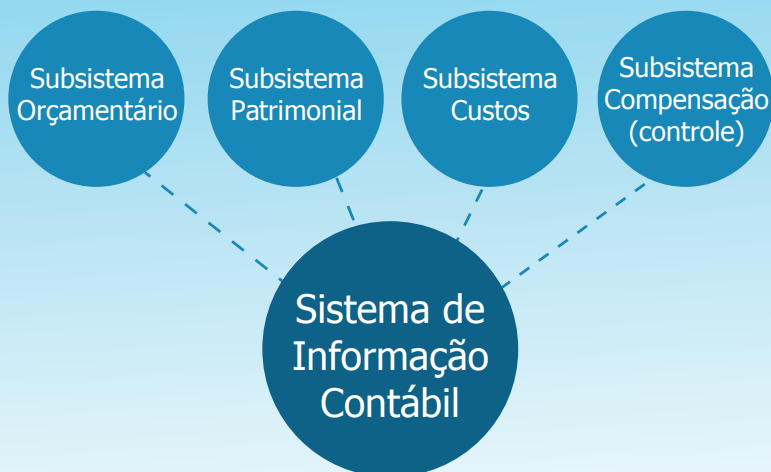 Subsistema
Orçamentário
Subsistema
Patrimonial
Subsistema
Custos
Subsistema
Compensação
(controle)
Sistema de
Informação
Contábil